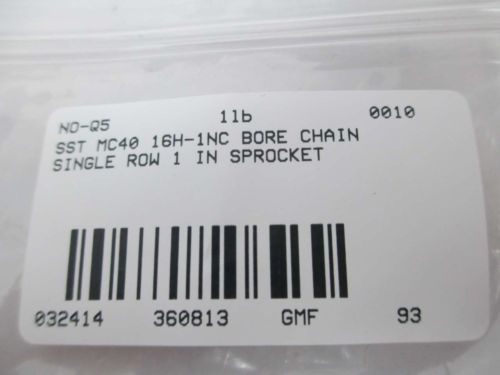 NO-Q5 1lb 0010
SST MC40 16H-1NC BORE CHAIN
SINGLE ROW 1 IN SPROCKET
032414 360813 GMF 93